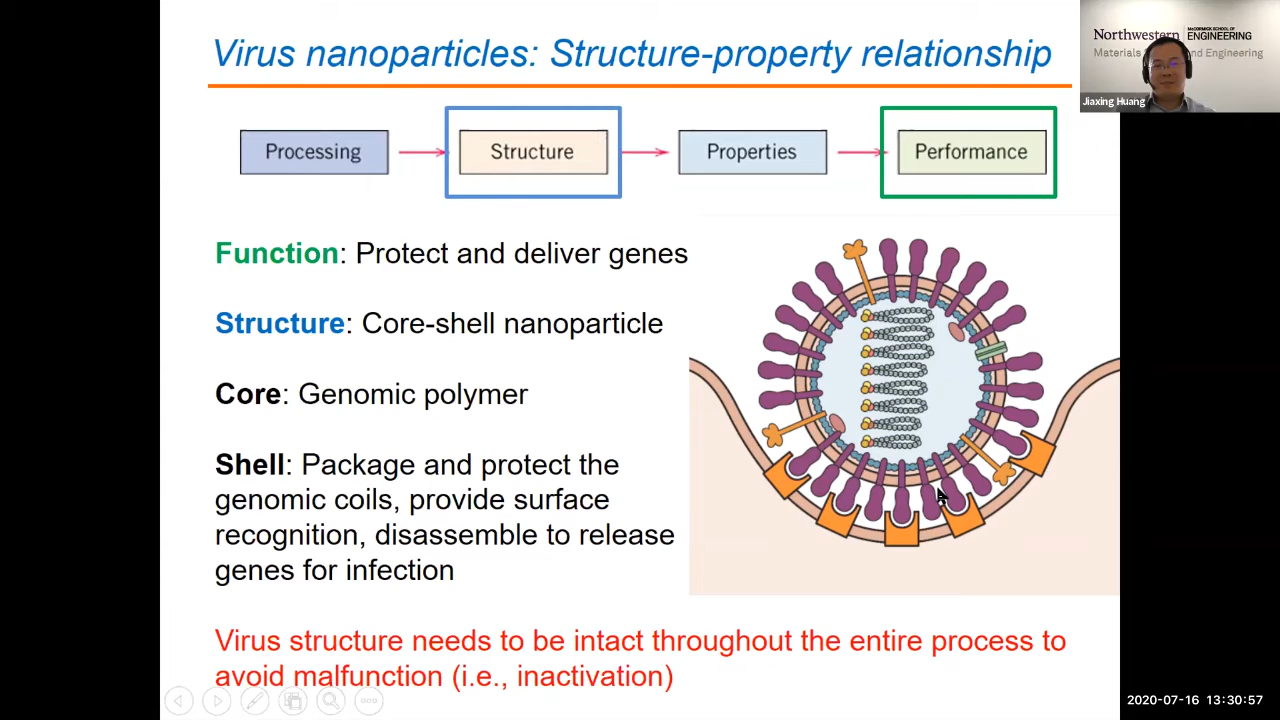 Virus nanoparticles: Structure-property relationship
Northwestern
McCORMICK SCHOOL OF
ENGINEERING
Jiaxing Huang
Processing
Structure
Properties
Performance
Function: Protect and deliver genes
Structure: Core-shell nanoparticle
Core: Genomic polymer
Shell: Package and protect the
genomic coils, provide surface
recognition, disassemble to release
genes for infection
Virus structure needs to be intact throughout the entire process to
avoid malfunction (i.e., inactivation)
2020-07-16 13:30:57